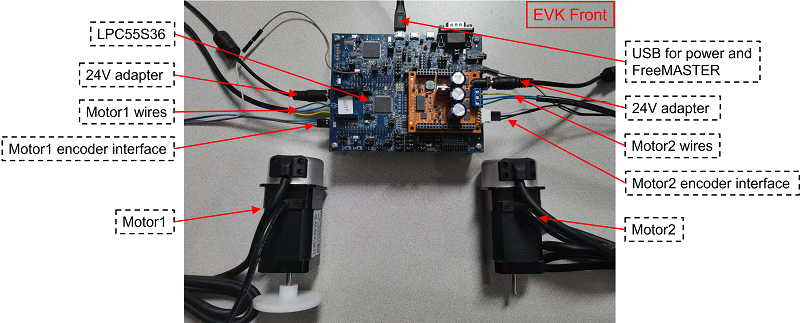 EVK Front
LPC55S36
24V adapter
Motor1 wires
Motor1 encoder interface
Motor1
USB for power and
FreeMASTER
24V adapter
Motor2 wires
Motor2 encoder interface
Motor2